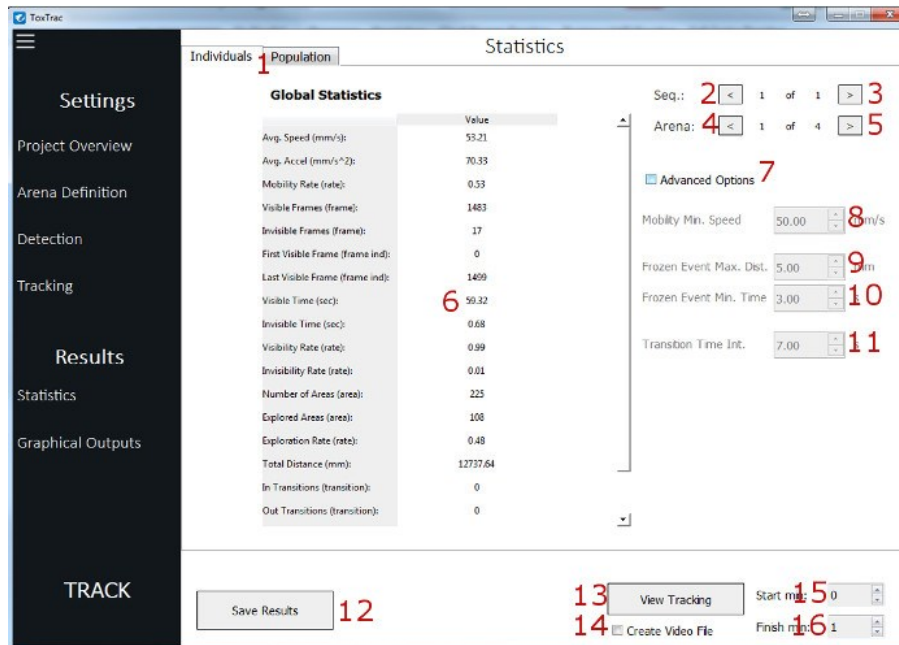 ToxTrac
Statistics
Individuals 1 Population
Settings
Project Overview
Arena Definition
Detection
Tracking
Results
Statistics
Graphical Outputs
TRACK
Global Statistics
Value
Avg. Speed (mm/s): 53.21
Avg. Accel (mm/s^2): 70.33
Mobility Rate (rate): 0.53
Visible Frames (frame): 1483
Invisible Frames (frame): 17
First Visible Frame (frame ind): 0
Last Visible Frame (frame ind): 1499
Visible Time (sec): 6 59.32
Invisible Time (sec): 0.68
Visibility Rate (rate): 0.99
Invisibility Rate (rate): 0.01
Number of Areas (area): 225
Explored Areas (area): 108
Exploration Rate (rate): 0.48
Total Distance (mm): 12737.64
In Transitions (transition): 0
Out Transitions (transition): 0
Seq.: 2 < 1 of 1 > 3
Arena: 4 < 1 of 4 > 5
Advanced Options 7
Moblity Min. Speed 50.00 8 mm/s
Frozen Event Max. Dist. 5.00 9 mm
Frozen Event Min. Time 3.00 10
Transition Time Int. 7.00 11 s
Save Results 12
13 View Tracking
14 Create Video File
Start min: 15 0
Finish min: 16 1